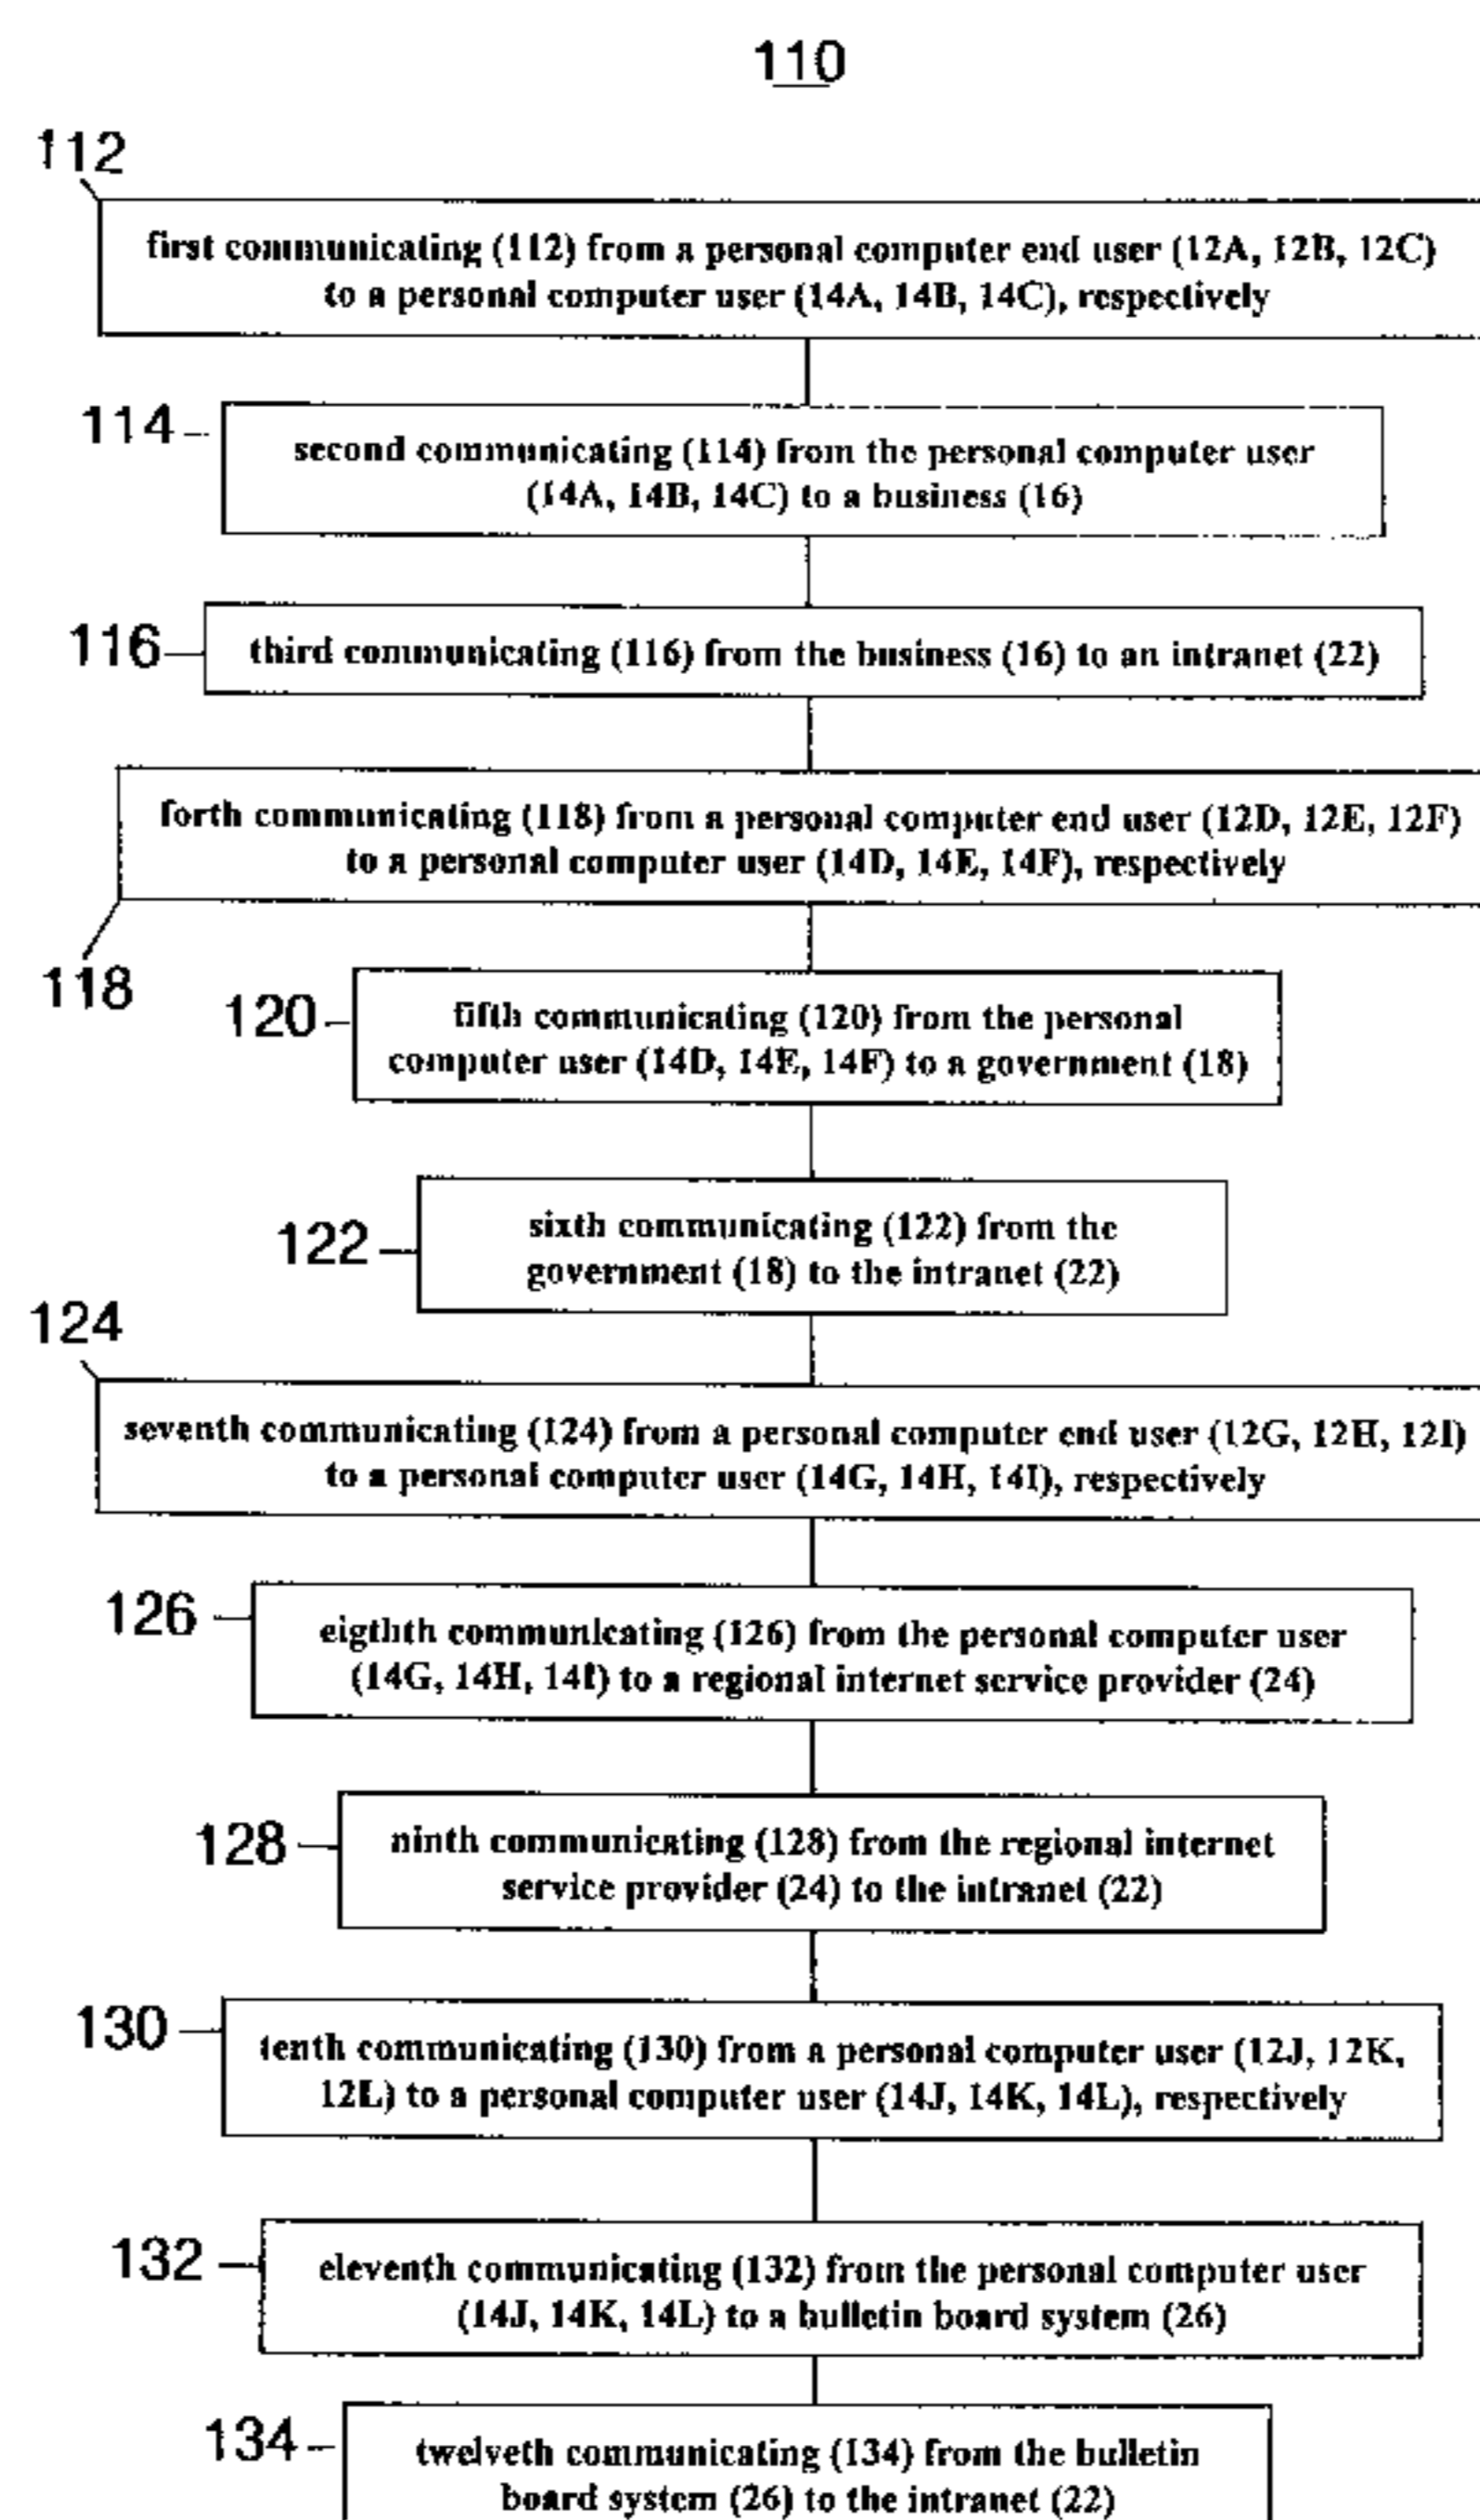 110
112
first communicating (112) from a personal computer end user (12A, 12B, 12C)
to a personal computer user (14A, 14B, 14C), respectively
114
second communicating (114) from the personal computer user
(14A, 14B, 14C) to a business (16)
116
third communicating (116) from the business (16) to an intranet (22)
forth communicating (118) from a personal computer end user (12D, 12E, 12F)
to a personal computer user (14D, 14E, 14F), respectively
118
120
fifth communicating (120) from the personal
computer user (14D, 14E, 14F) to a government (18)
122
sixth communicating (122) from the
government (18) to the intranet (22)
124
seventh communicating (124) from a personal computer end user (12G, 12H, 12I)
to a personal computer user (14G, 14H, 14I), respectively
126
eigthth communicating (126) from the personal computer user
(14G, 14H, 14I) to a regional internet service provider (24)
128
ninth communicating (128) from the regional internet
service provider (24) to the intranet (22)
130
tenth communicating (130) from a personal computer user (12J, 12K,
12L) to a personal computer user (14J, 14K, 14L), respectively
132
eleventh communicating (132) from the personal computer user
(14J, 14K, 14L) to a bulletin board system (26)
134
twelveth communicating (134) from the bulletin
board system (26) to the intranet (22)